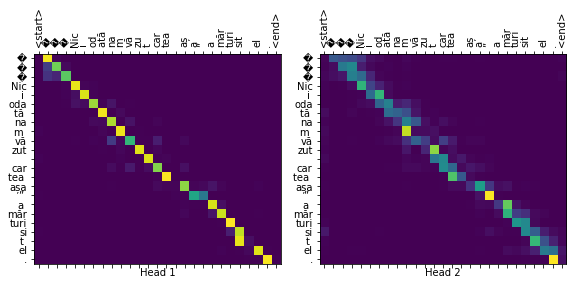 <start> � � � Nic i od ată na m vă zu t car tea aș a “ a măr turi sit el . <end>
�
�
�
Nic
i
oda
tă
na
m
vă
zut
car
tea
așa
“
a
măr
turi
si
t
el
.
Head 1
<start> � � � Nic i od ată na m vă zu t car tea aș a “ a măr turi sit el . <end>
�
�
�
Nic
i
oda
tă
na
m
vă
zut
car
tea
așa
“
a
măr
turi
si
t
el
.
Head 2